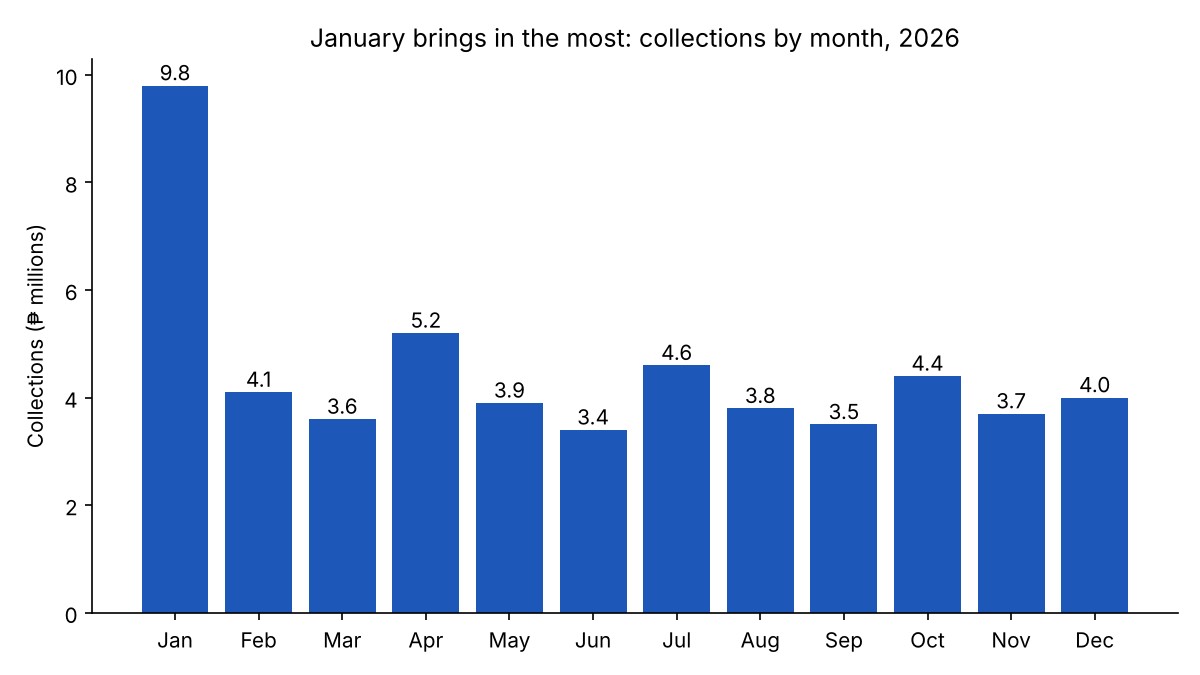 January brings in the most: collections by month, 2026
Collections (₱ millions)
10
8
6
4
2
0
9.8
4.1
3.6
5.2
3.9
3.4
4.6
3.8
3.5
4.4
3.7
4.0
Jan
Feb
Mar
Apr
May
Jun
Jul
Aug
Sep
Oct
Nov
Dec